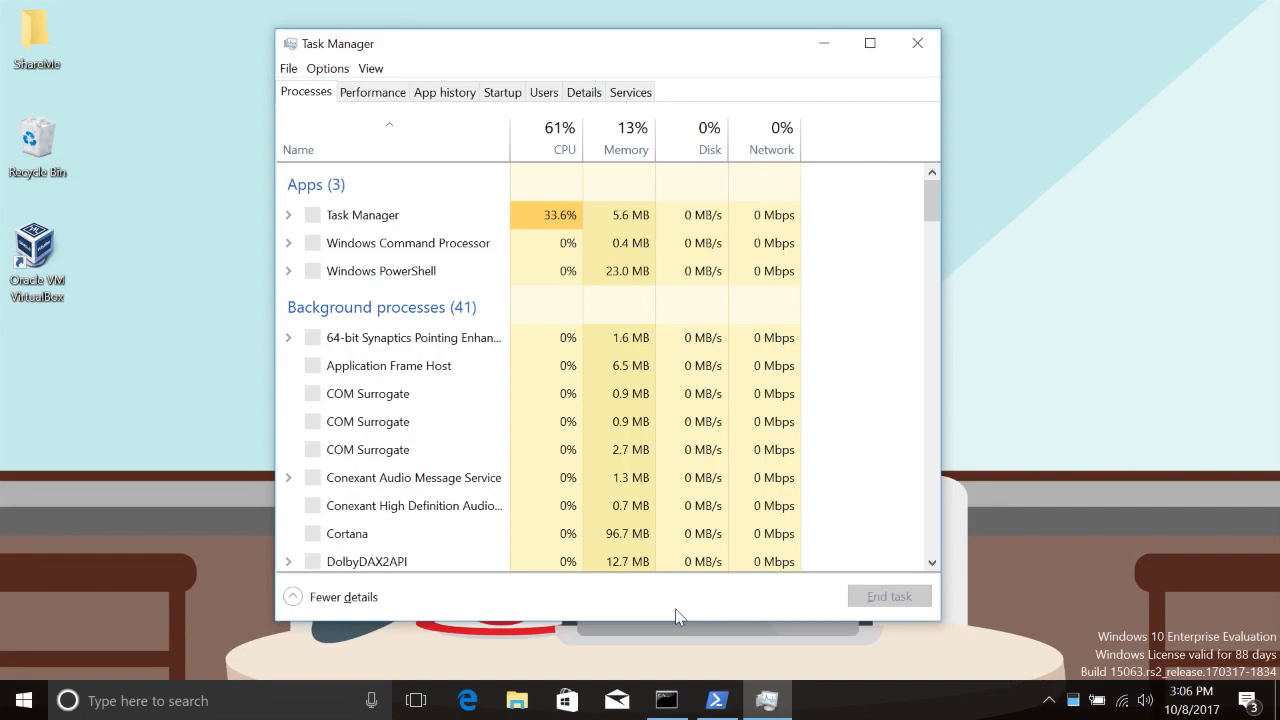 ShareMe
Recycle Bin
Oracle VM
VirtualBox
Task Manager
File Options View
Processes Performance App history Startup Users Details Services
61% 13% 0% 0%
Name CPU Memory Disk Network
Apps (3)
Task Manager 33.6% 5.6 MB 0 MB/s 0 Mbps
Windows Command Processor 0% 0.4 MB 0 MB/s 0 Mbps
Windows PowerShell 0% 23.0 MB 0 MB/s 0 Mbps
Background processes (41)
64-bit Synaptics Pointing Enhan... 0% 1.6 MB 0 MB/s 0 Mbps
Application Frame Host 0% 6.5 MB 0 MB/s 0 Mbps
COM Surrogate 0% 0.9 MB 0 MB/s 0 Mbps
COM Surrogate 0% 0.9 MB 0 MB/s 0 Mbps
COM Surrogate 0% 2.7 MB 0 MB/s 0 Mbps
Conexant Audio Message Service 0% 1.3 MB 0 MB/s 0 Mbps
Conexant High Definition Audio... 0% 0.7 MB 0 MB/s 0 Mbps
Cortana 0% 96.7 MB 0 MB/s 0 Mbps
DolbyDAX2API 0% 12.7 MB 0 MB/s 0 Mbps
Fewer details End task
Windows 10 Enterprise Evaluation
Windows License valid for 88 days
Build 15063.rs2_release.170317-1834
Type here to search
3:06 PM
10/8/2017
3